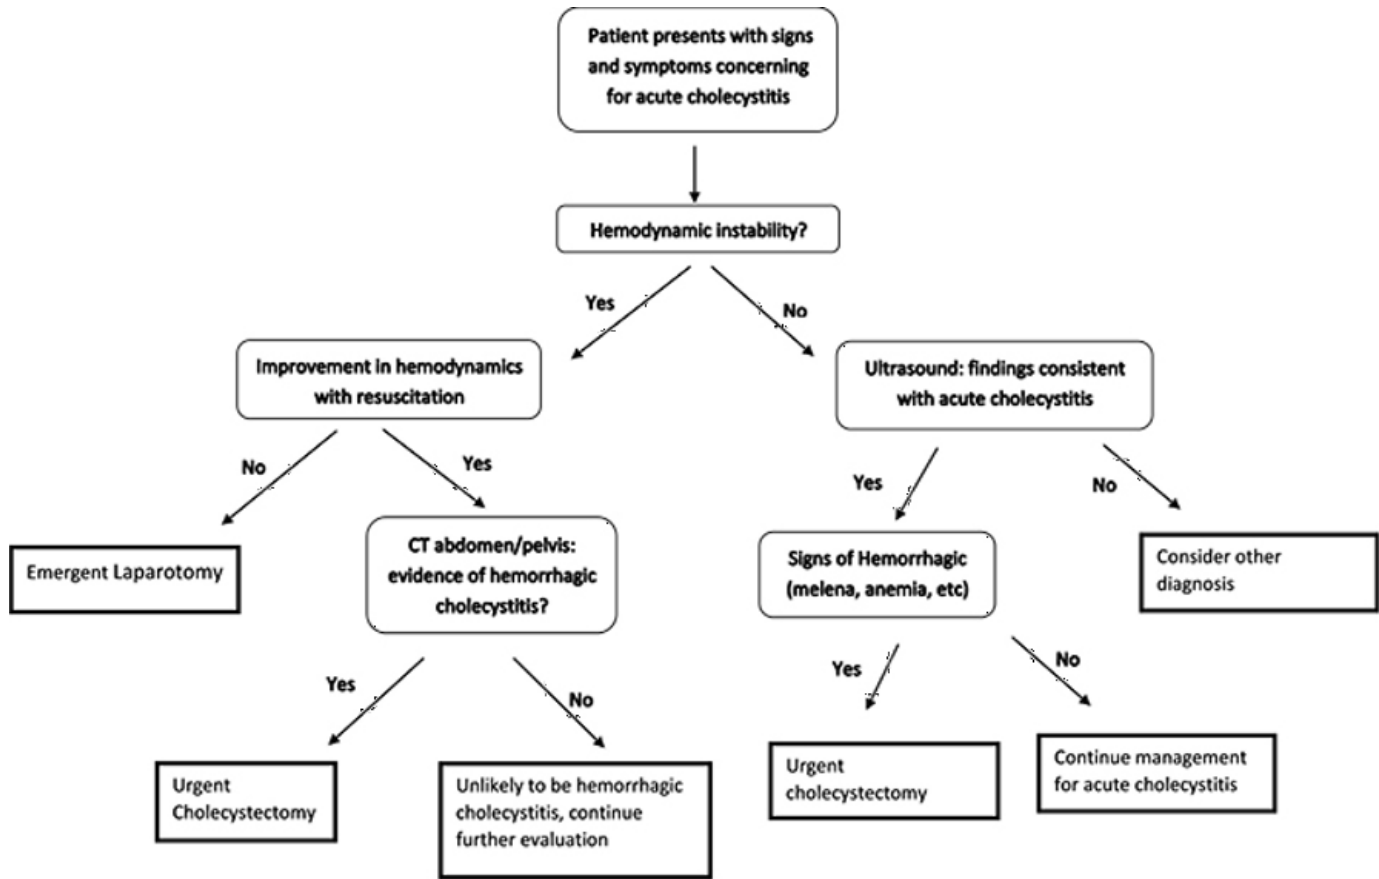 Patient presents with signs
and symptoms concerning
for acute cholecystitis
Hemodynamic instability?
Yes
No
Improvement in hemodynamics
with resuscitation
Ultrasound: findings consistent
with acute cholecystitis
No
Yes
Yes
No
Emergent Laparotomy
CT abdomen/pelvis:
evidence of hemorrhagic
cholecystitis?
Signs of Hemorrhagic
(melena, anemia, etc)
Consider other
diagnosis
Yes
No
Yes
No
Urgent
Cholecystectomy
Unlikely to be hemorrhagic
cholecystitis, continue
further evaluation
Urgent
cholecystectomy
Continue management
for acute cholecystitis